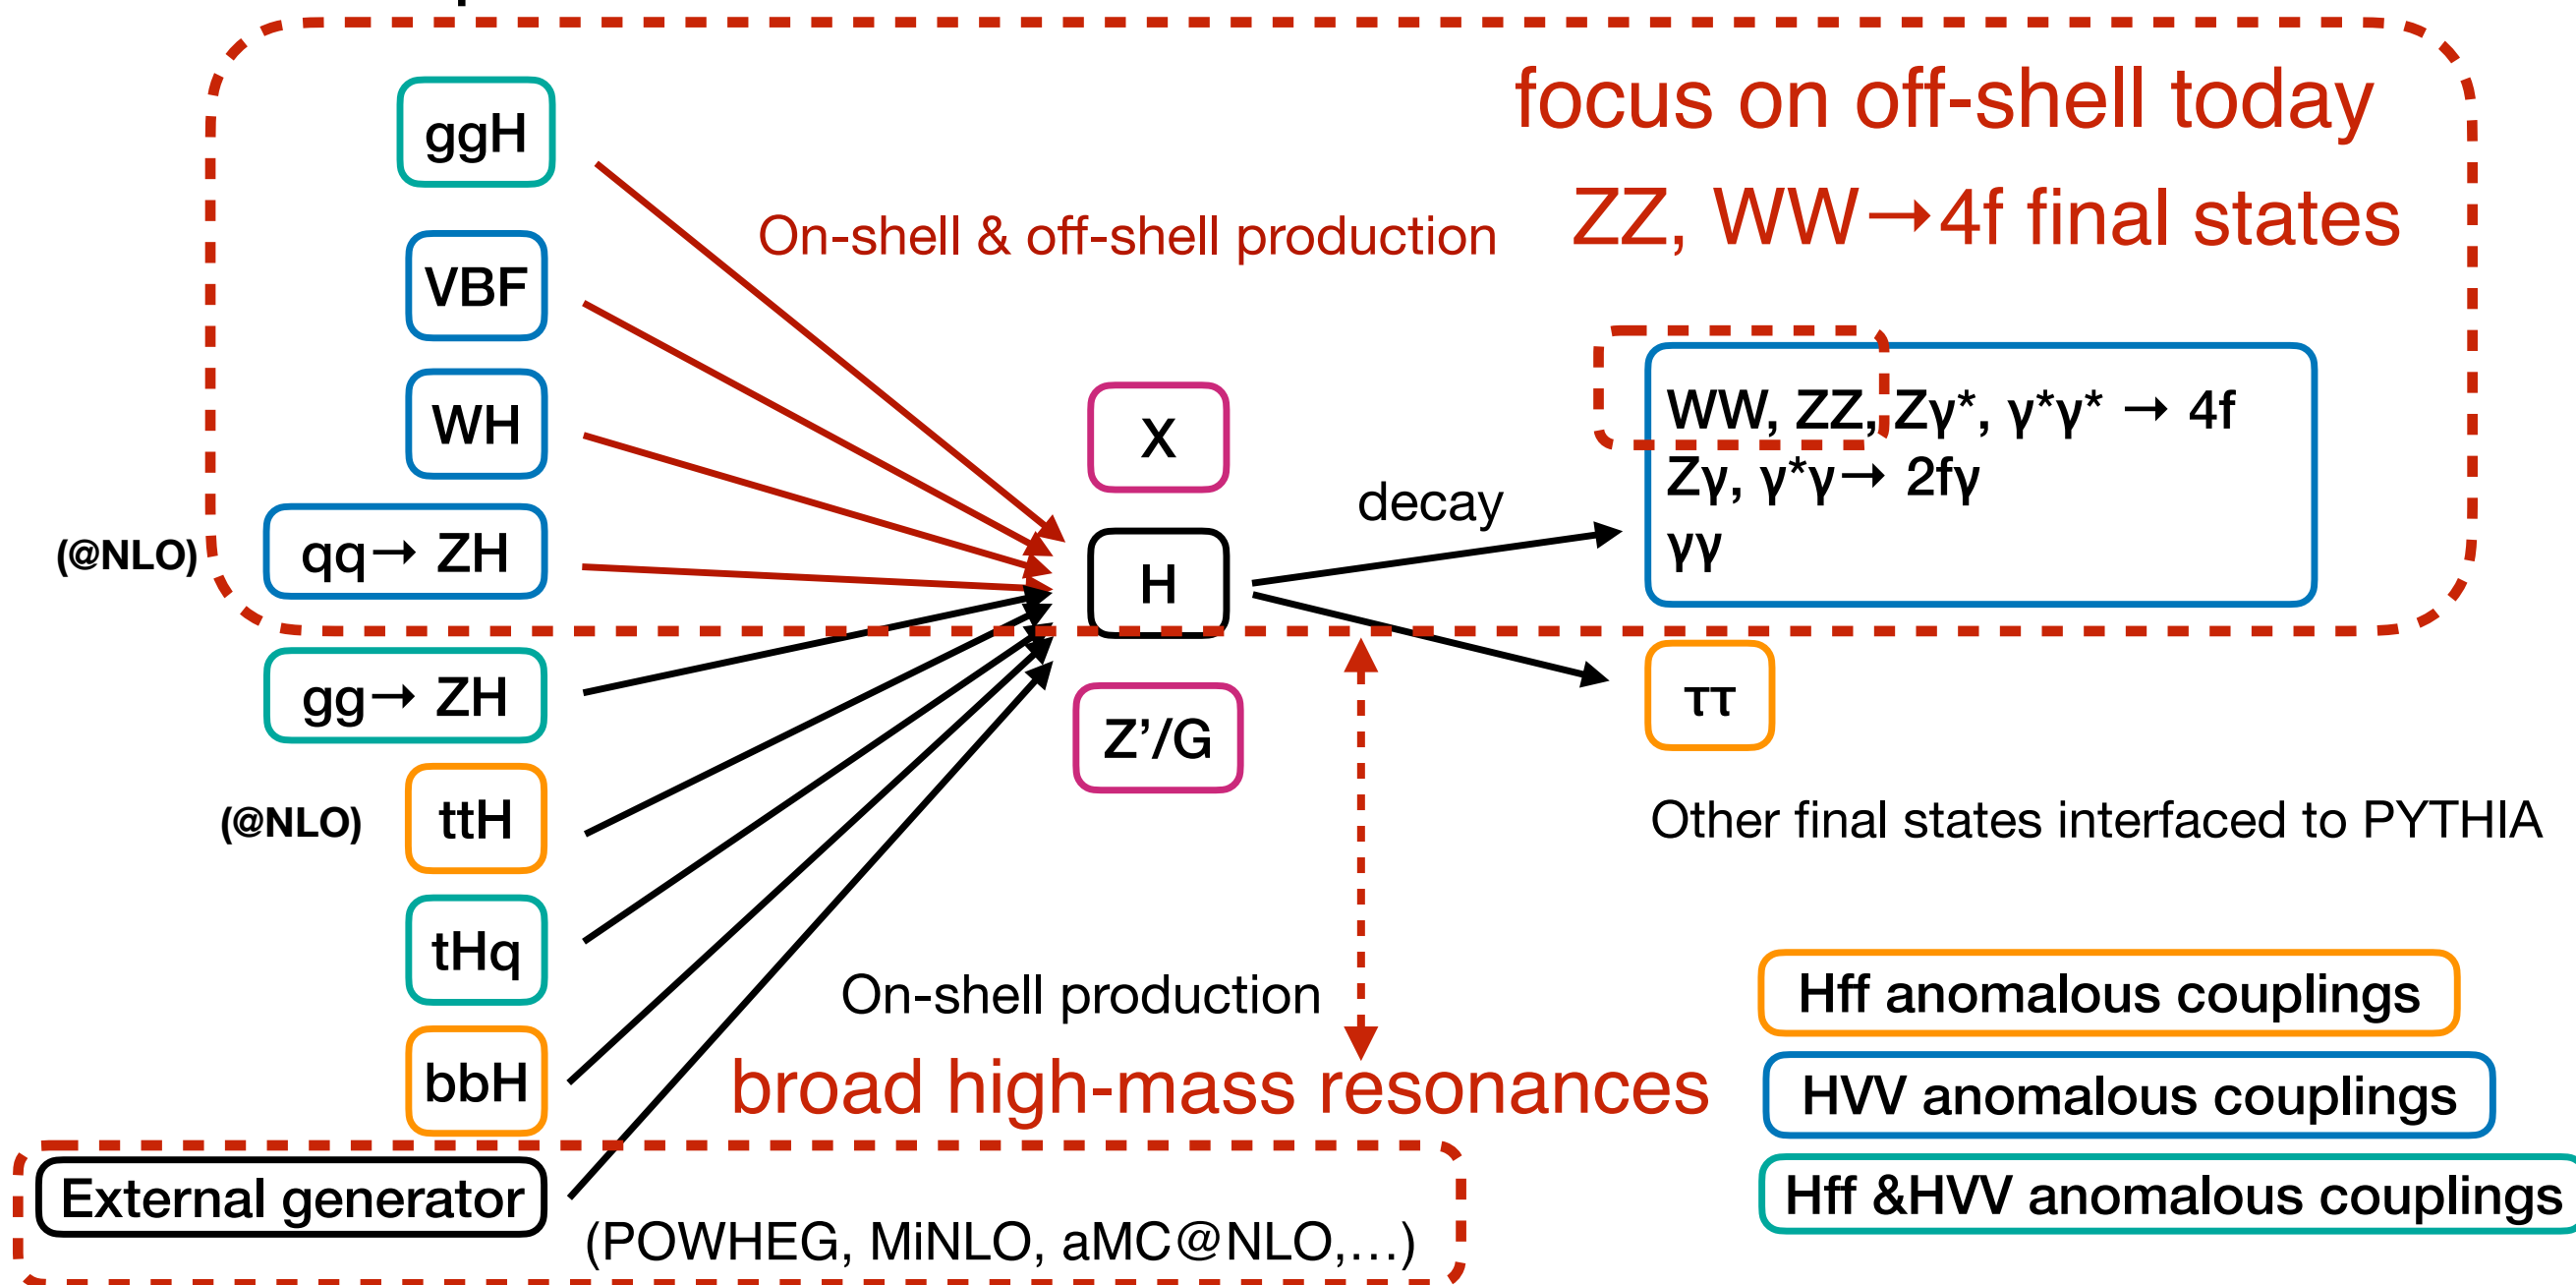 focus on off-shell today
ZZ, WW→4f final states
On-shell & off-shell production
ggH
VBF
WH
(@NLO)
qq→ ZH
gg→ ZH
(@NLO)
ttH
tHq
bbH
External generator
(POWHEG, MiNLO, aMC@NLO,...)
X
H
Z’/G
decay
WW, ZZ, Zγ*, γ*γ* → 4f
Zγ, γ*γ→ 2fγ
γγ
ττ
Other final states interfaced to PYTHIA
On-shell production
broad high-mass resonances
Hff anomalous couplings
HVV anomalous couplings
Hff &HVV anomalous couplings